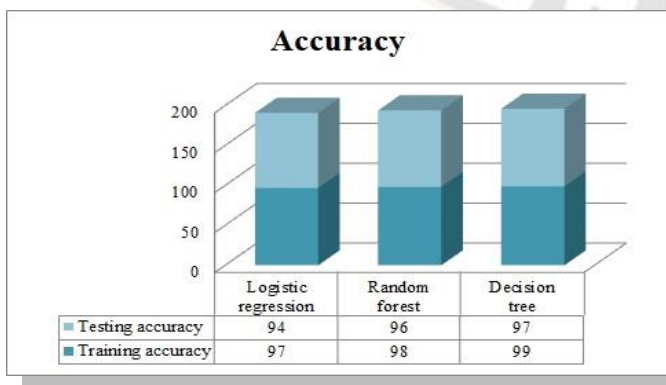 Accuracy
200
150
100
50
0
Logistic regression
Random forest
Decision tree
Testing accuracy 94 96 97
Training accuracy 97 98 99